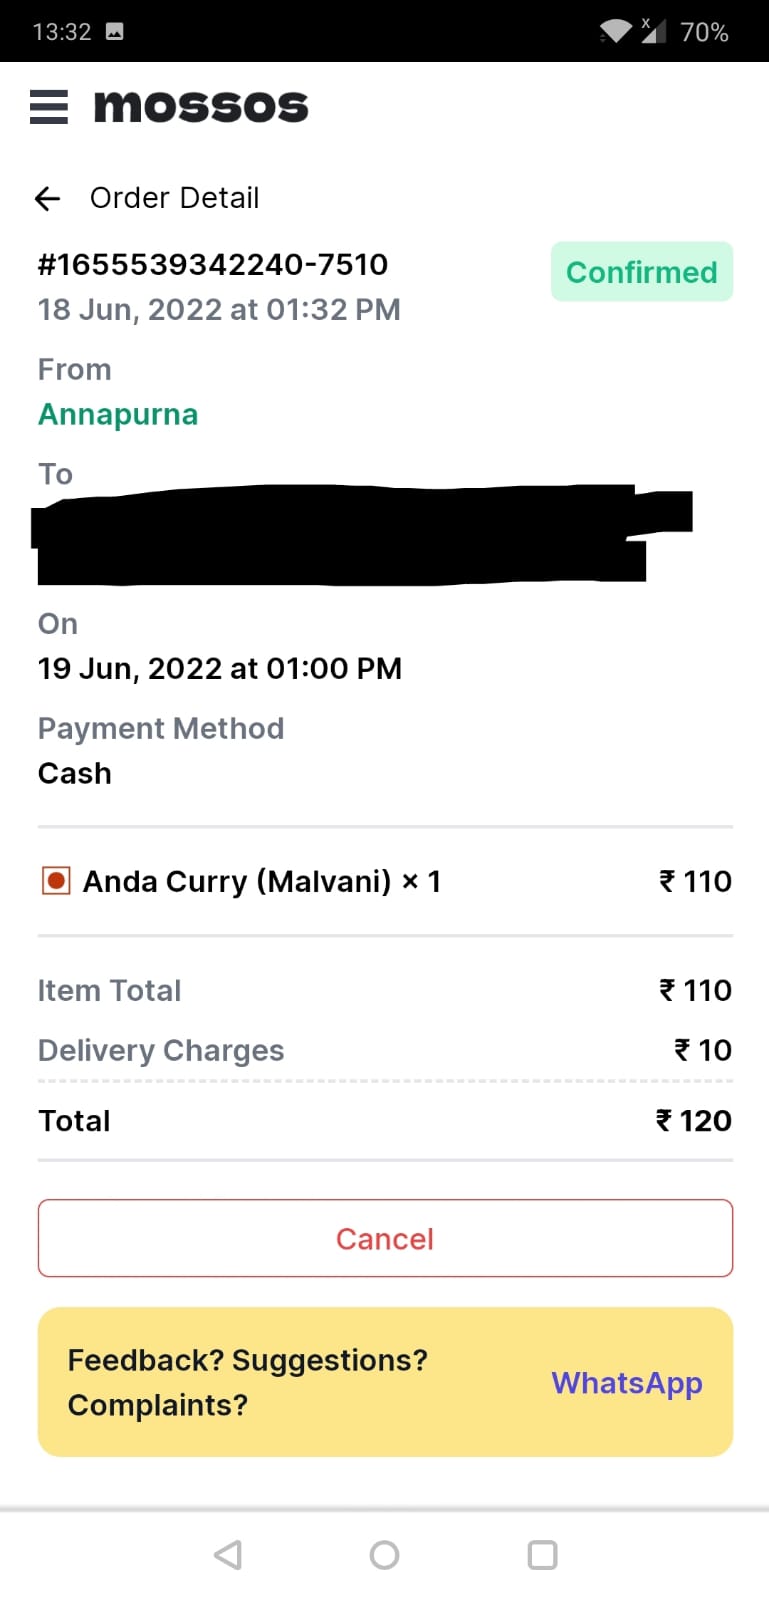 13:32
x 70%
mossos
Order Detail
#1655539342240-7510
Confirmed
18 Jun, 2022 at 01:32 PM
From
Annapurna
To
On
19 Jun, 2022 at 01:00 PM
Payment Method
Cash
Anda Curry (Malvani) × 1 ₹ 110
Item Total ₹ 110
Delivery Charges ₹ 10
Total ₹ 120
Cancel
Feedback? Suggestions?
Complaints?
WhatsApp